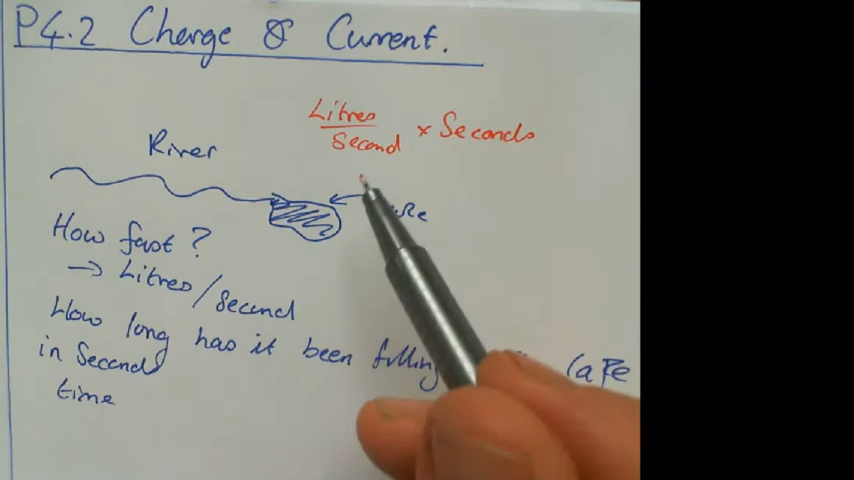 P4.2 Charge & Current.
Litres
Second
× Seconds
River
How fast?
→ Litres/second
How long has it been filling
in Seconds
time